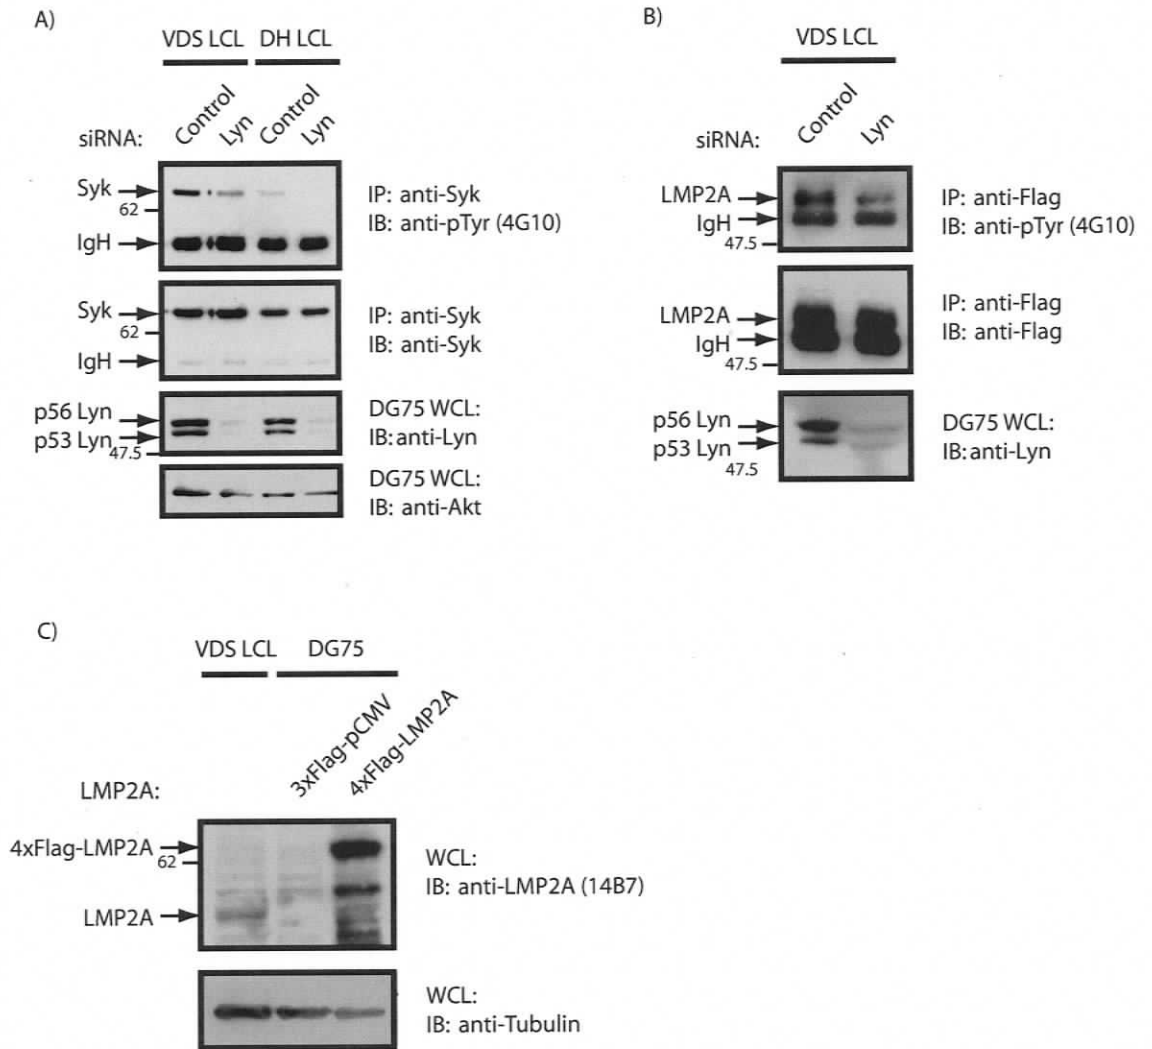 A)
VDS LCL DH LCL
siRNA: Control Lyn Control Lyn
Syk
62
IgH
IP: anti-Syk
IB: anti-pTyr (4G10)
Syk
62
IgH
IP: anti-Syk
IB: anti-Syk
p56 Lyn
p53 Lyn
47.5
DG75 WCL:
IB:anti-Lyn
DG75 WCL:
IB: anti-Akt
B)
VDS LCL
siRNA: Control Lyn
LMP2A
IgH
47.5
IP: anti-Flag
IB: anti-pTyr (4G10)
LMP2A
IgH
47.5
IP: anti-Flag
IB: anti-Flag
p56 Lyn
p53 Lyn
47.5
DG75 WCL:
IB:anti-Lyn
C)
VDS LCL DG75
LMP2A: 3xFlag-pCMV 4xFlag-LMP2A
4xFlag-LMP2A
62
LMP2A
WCL:
IB: anti-LMP2A (14B7)
WCL:
IB: anti-Tubulin